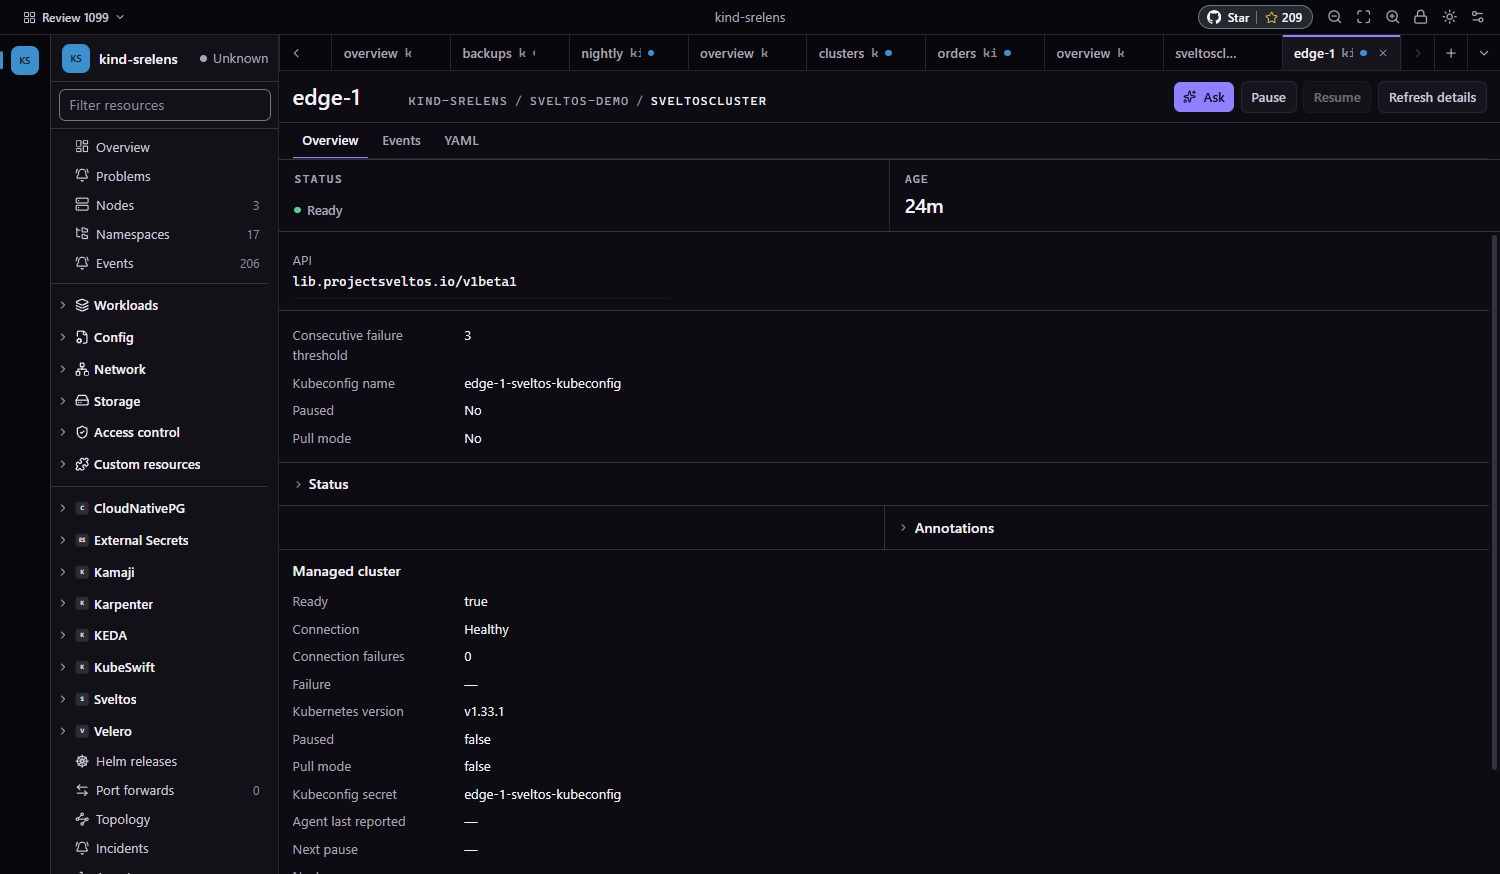 Review 1099
kind-srelens
Star 209
KS
KS kind-srelens Unknown
overview k
backups k
nightly ki
overview k
clusters k
orders ki
overview k
sveltoscl...
edge-1 ki
Filter resources
Overview
Problems
Nodes 3
Namespaces 17
Events 206
Workloads
Config
Network
Storage
Access control
Custom resources
C CloudNativePG
ES External Secrets
K Kamaji
K Karpenter
K KEDA
K KubeSwift
S Sveltos
V Velero
Helm releases
Port forwards 0
Topology
Incidents
edge-1 KIND-SRELENS / SVELTOS-DEMO / SVELTOSCLUSTER
Ask Pause Resume Refresh details
Overview Events YAML
STATUS
Ready
AGE
24m
API
lib.projectsveltos.io/v1beta1
Consecutive failure threshold 3
Kubeconfig name edge-1-sveltos-kubeconfig
Paused No
Pull mode No
Status
Annotations
Managed cluster
Ready true
Connection Healthy
Connection failures 0
Failure —
Kubernetes version v1.33.1
Paused false
Pull mode false
Kubeconfig secret edge-1-sveltos-kubeconfig
Agent last reported —
Next pause —